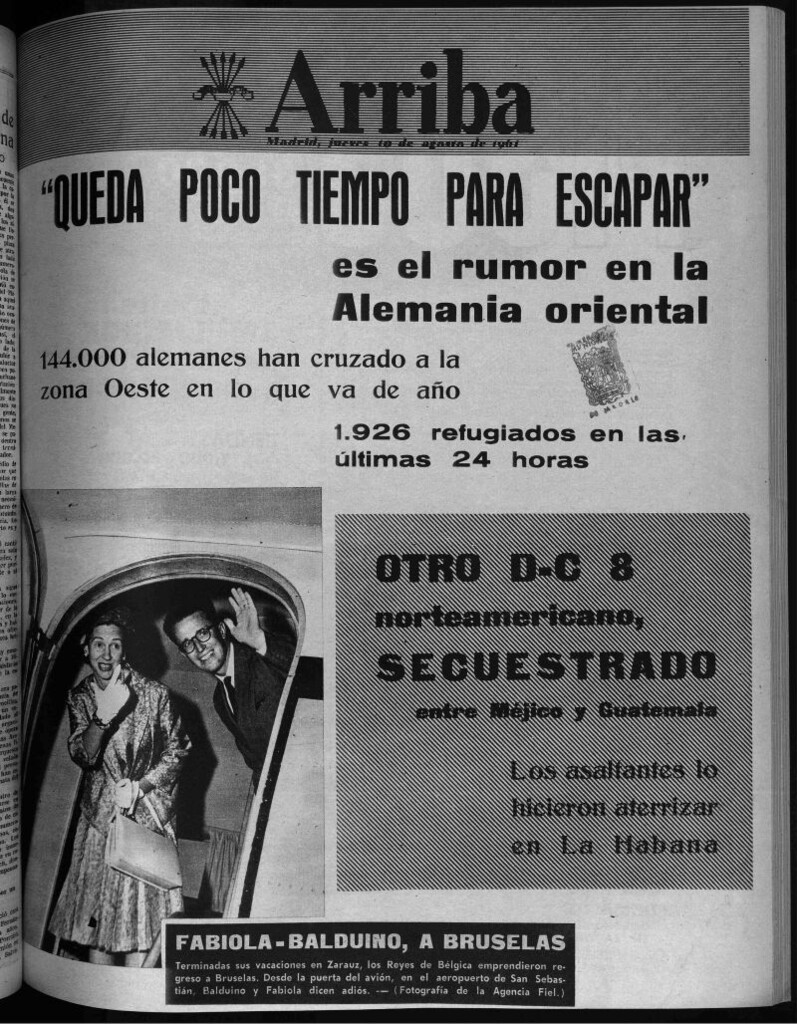 Arriba
Madrid, jueves 10 de agosto de 1961
"QUEDA POCO TIEMPO PARA ESCAPAR"
es el rumor en la
Alemania oriental
144.000 alemanes han cruzado a la
zona Oeste en lo que va de año
DE MADRID
1.926 refugiados en las
últimas 24 horas
OTRO D-C 8
norteamericano,
SECUESTRADO
entre Méjico y Guatemala
Los asaltantes lo
hicieron aterrizar
en La Habana
FABIOLA-BALDUINO, A BRUSELAS
Terminadas sus vacaciones en Zarauz, los Reyes de Bélgica emprendieron re-
greso a Bruselas. Desde la puerta del avión, en el aeropuerto de San Sebas-
tián, Balduino y Fabiola dicen adiós. — (Fotografía de la Agencia Fiel.)